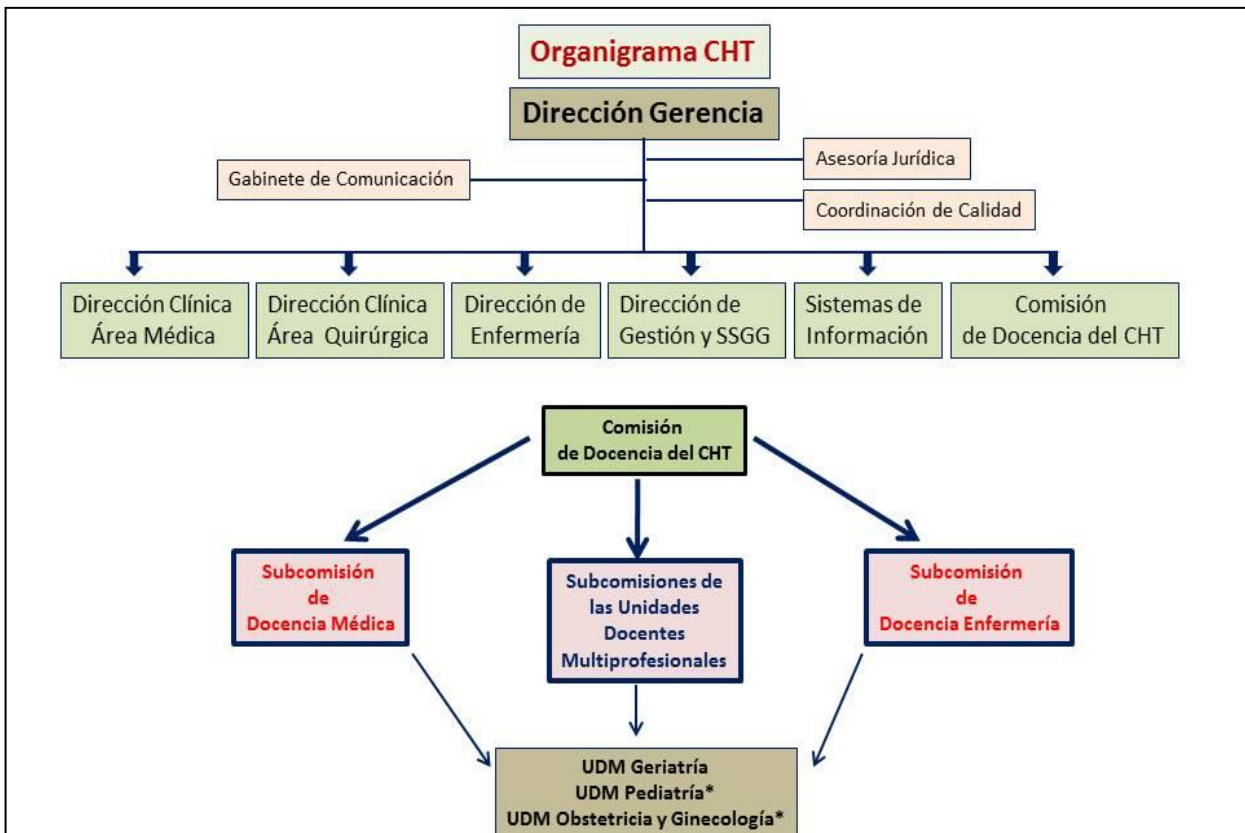 Organigrama CHT
Dirección Gerencia
Asesoría Jurídica
Gabinete de Comunicación
Coordinación de Calidad
Dirección Clínica
Área Médica
Dirección Clínica
Área Quirúrgica
Dirección de
Enfermería
Dirección de
Gestión y SSGG
Sistemas de
Información
Comisión
de Docencia del CHT
Comisión
de Docencia del CHT
Subcomisión
de
Docencia Médica
Subcomisiones de
las Unidades
Docentes
Multiprofesionales
Subcomisión
de
Docencia Enfermería
UDM Geriatría
UDM Pediatría*
UDM Obstetricia y Ginecología*